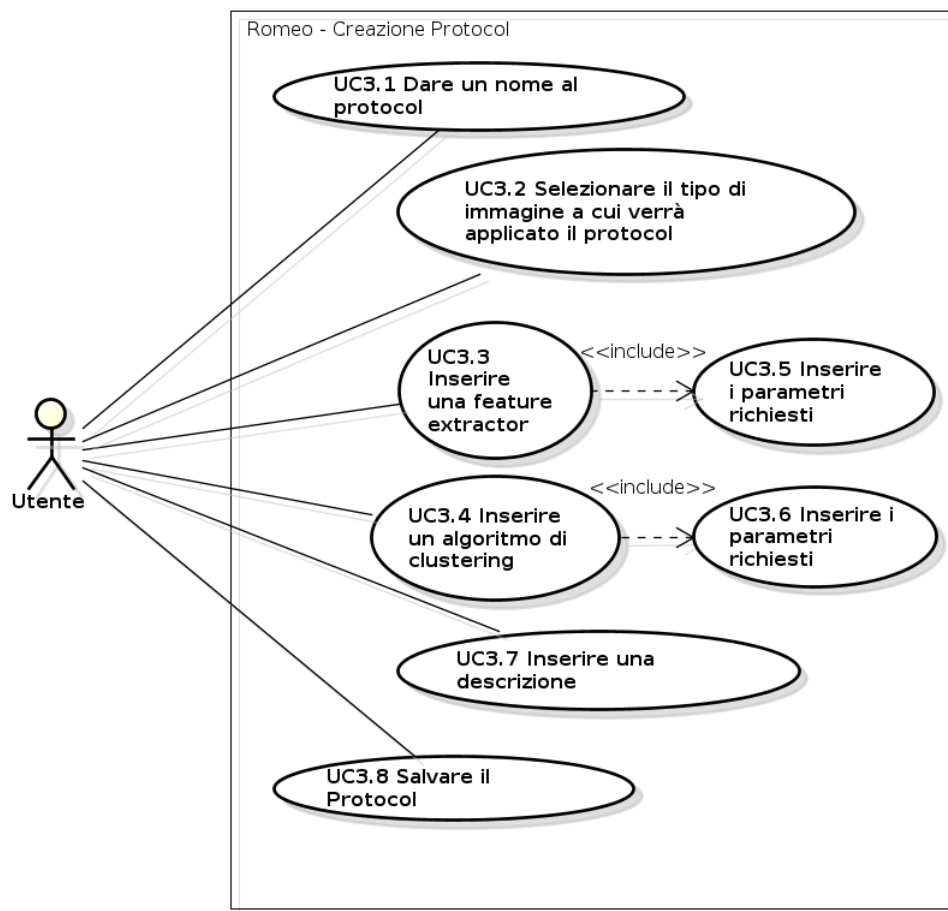 Romeo - Creazione Protocol
UC3.1 Dare un nome al
protocol
UC3.2 Selezionare il tipo di
immagine a cui verrà
applicato il protocol
UC3.3
Inserire
una feature
extractor
<<include>>
UC3.5 Inserire
i parametri
richiesti
Utente
UC3.4 Inserire
un algoritmo di
clustering
<<include>>
UC3.6 Inserire i
parametri
richiesti
UC3.7 Inserire una
descrizione
UC3.8 Salvare il
Protocol